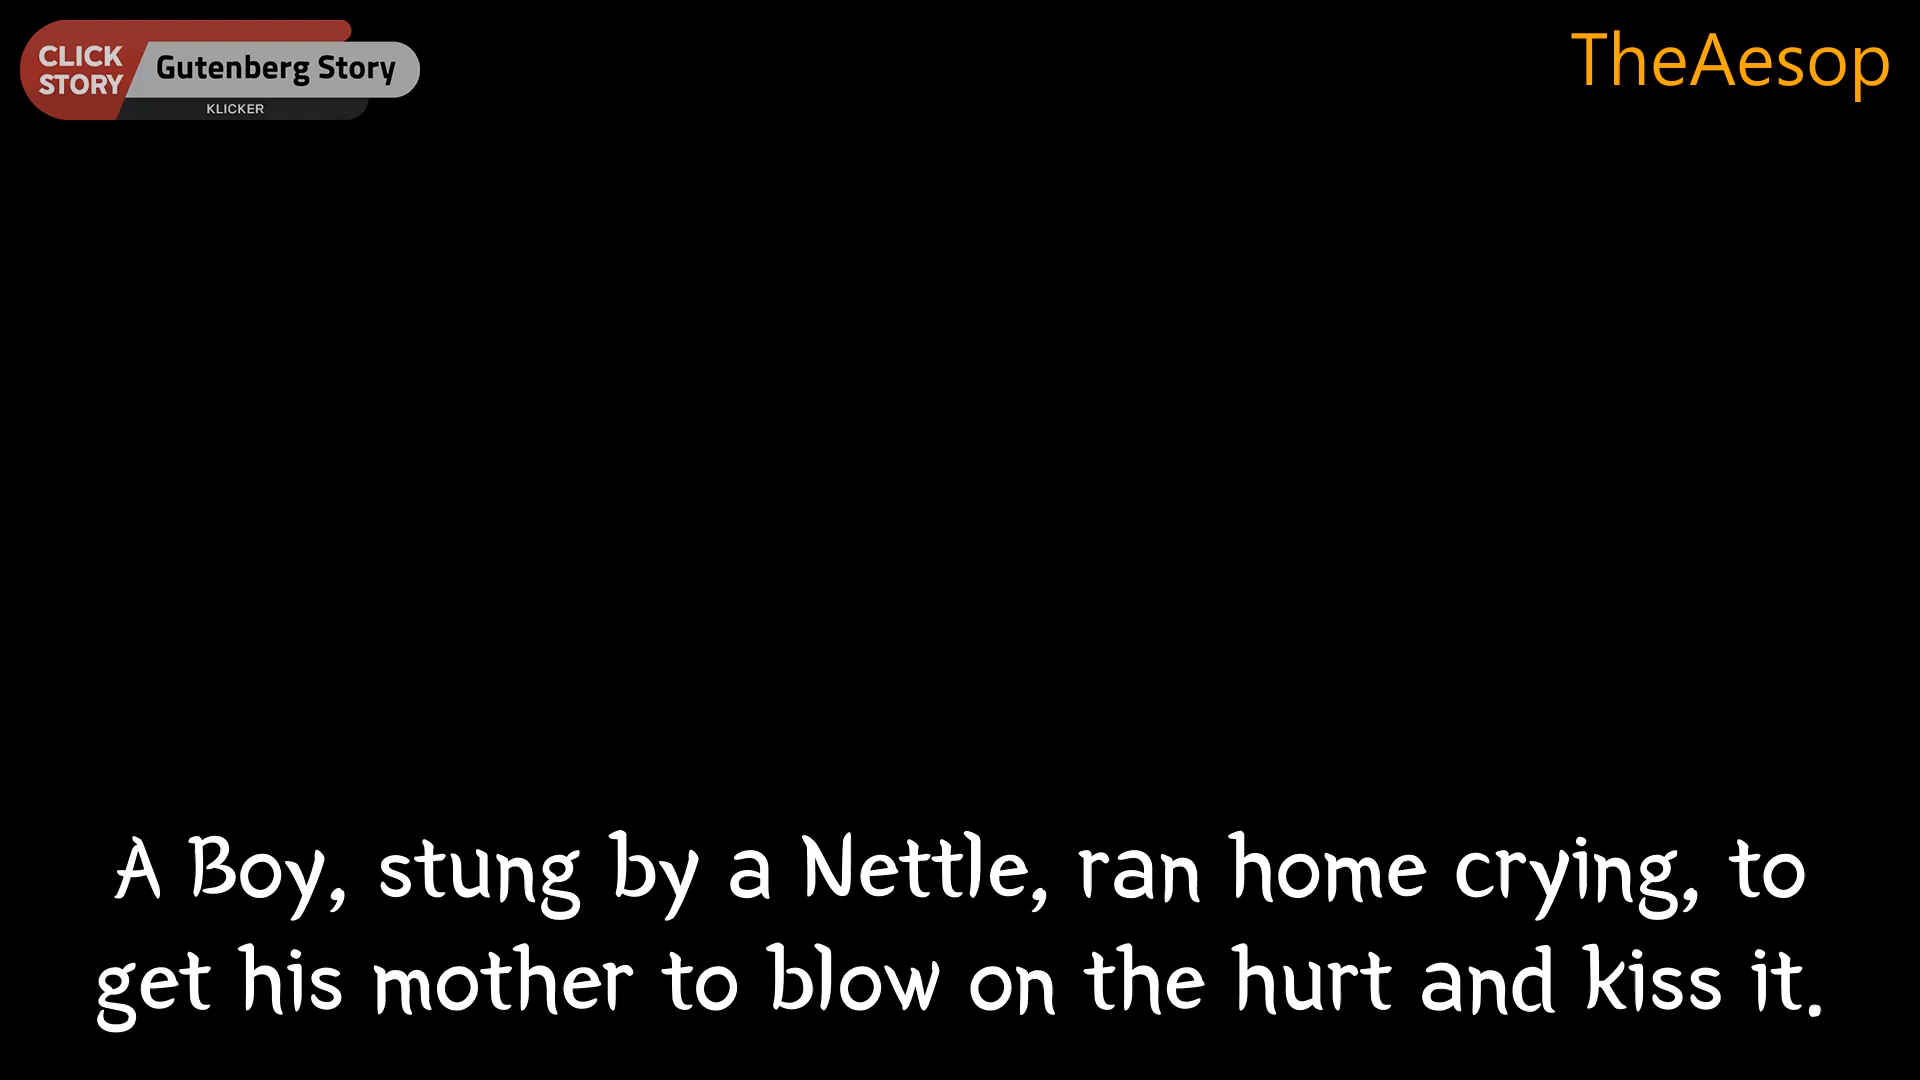 CLICK
STORY
Gutenberg Story
KLICKER
TheAesop
A Boy, stung by a Nettle, ran home crying, to
get his mother to blow on the hurt and kiss it.